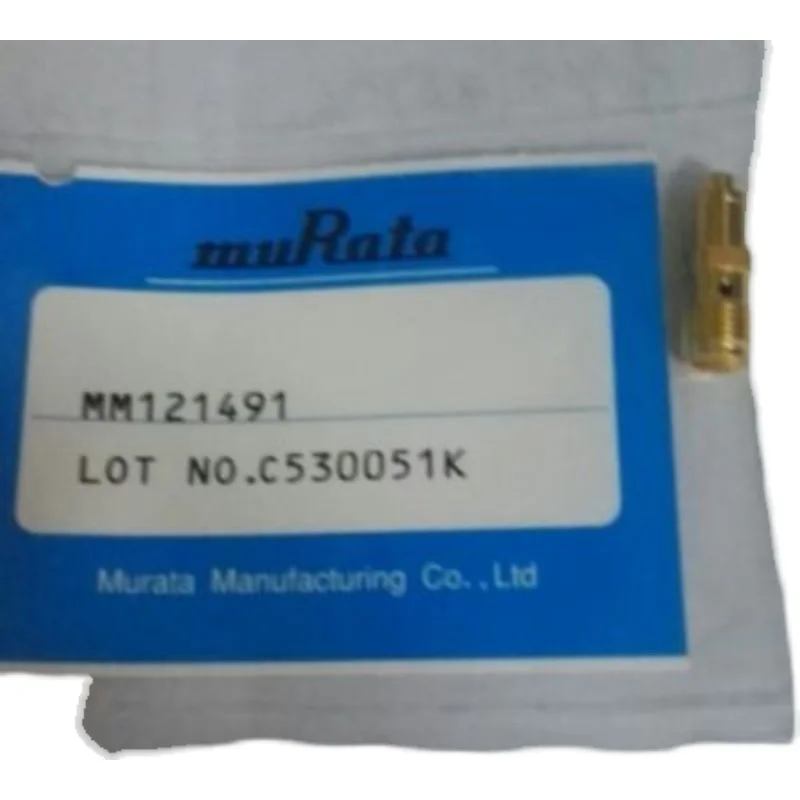 muRata
MM121491
LOT NO.C530051K
Murata Manufacturing Co.,Ltd